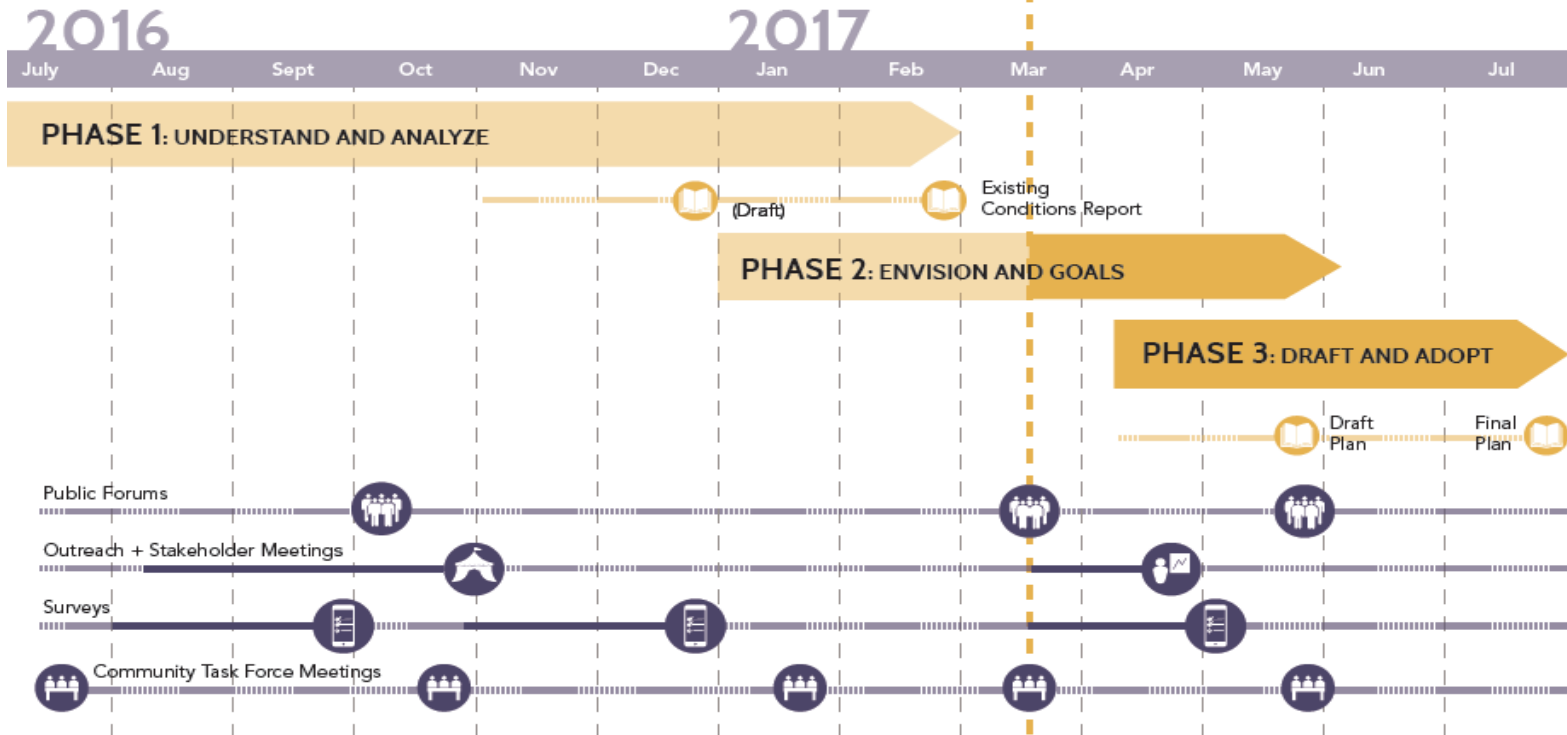 2016
2017
July Aug Sept Oct Nov Dec Jan Feb Mar Apr May Jun Jul
PHASE 1: UNDERSTAND AND ANALYZE
(Draft)
Existing
Conditions Report
PHASE 2: ENVISION AND GOALS
PHASE 3: DRAFT AND ADOPT
Draft
Plan
Final
Plan
Public Forums
Outreach + Stakeholder Meetings
Surveys
Community Task Force Meetings